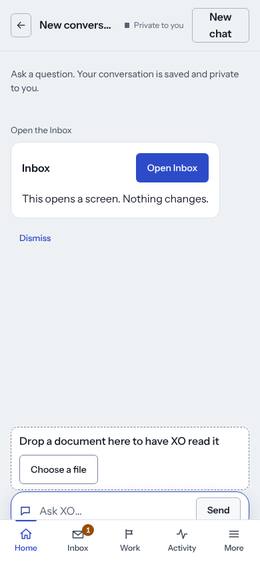 New convers...
Private to you
New
chat
Ask a question. Your conversation is saved and private
to you.
Open the Inbox
Inbox
Open Inbox
This opens a screen. Nothing changes.
Dismiss
Drop a document here to have XO read it
Choose a file
Ask XO...
Send
1
Home
Inbox
Work
Activity
More